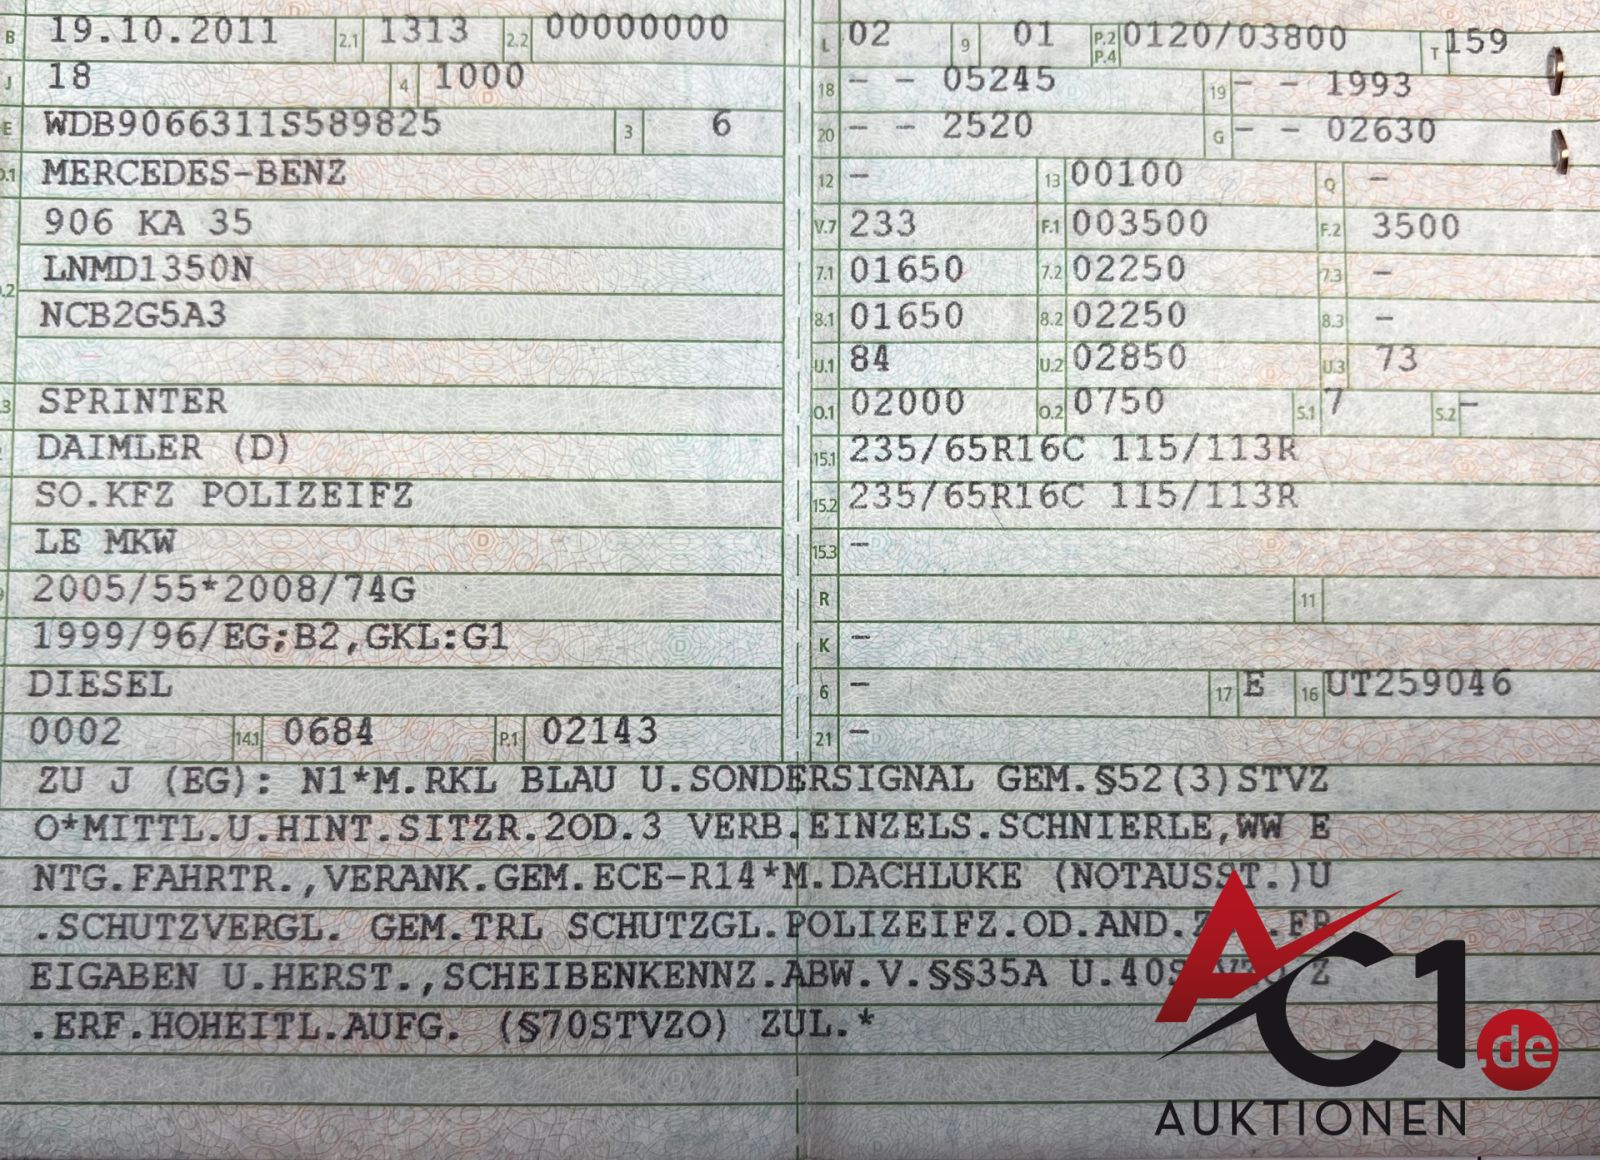 B 19.10.2011 2.1 1313 2.2 00000000
J 18 4 1000
E WDB9066311S589825 3 6
MERCEDES-BENZ
906 KA 35
LNMD1350N
NCB2G5A3
SPRINTER
DAIMLER (D)
SO.KFZ POLIZEIFZ
LE MKW
2005/55*2008/74G
1999/96/EG;B2,GKL:G1
DIESEL
0002 14.1 0684 P.1 02143
L 02 9 01 P.2 P.4 0120/03800 T 159
18 - - 05245 19 - - 1993
20 - - 2520 G - - 02630
12 - 13 00100 Q -
V.7 233 F.1 003500 F.2 3500
7.1 01650 7.2 02250 7.3 -
8.1 01650 8.2 02250 8.3 -
U.1 84 U.2 02850 U.3 73
O.1 02000 O.2 0750 S.1 7 S.2 -
15.1 235/65R16C 115/113R
15.2 235/65R16C 115/113R
15.3 -
R 11
K -
6 - 17 E 16 UT259046
21 -
ZU J (EG): N1*M.RKL BLAU U.SONDERSIGNAL GEM.§52(3)STVZ
O*MITTL.U.HINT.SITZR.2OD.3 VERB.EINZELS.SCHNIERLE,WW E
NTG.FAHRTR.,VERANK.GEM.ECE-R14*M.DACHLUKE (NOTAUSST.)U
.SCHUTZVERGL. GEM.TRL SCHUTZGL.POLIZEIFZ.OD.AND.
EIGABEN U.HERST.,SCHEIBENKENNZ.ABW.V.§§35A U. Z
.ERF.HOHEITL.AUFG. (§70STVZO) ZUL.*
AC1
.de
AUKTIONEN